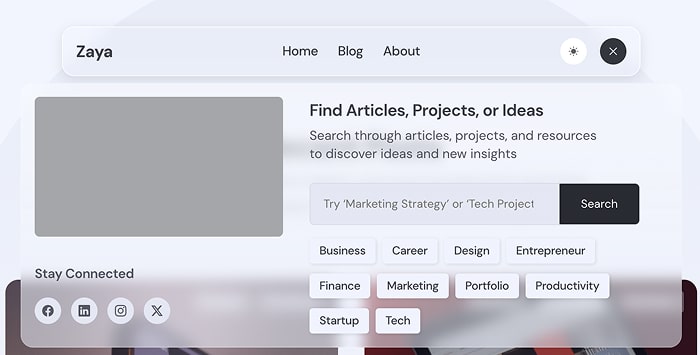 Zaya
Home Blog About
Find Articles, Projects, or Ideas
Search through articles, projects, and resources
to discover ideas and new insights
Try ‘Marketing Strategy’ or ‘Tech Project
Search
Business Career Design Entrepreneur
Finance Marketing Portfolio Productivity
Startup Tech
Stay Connected